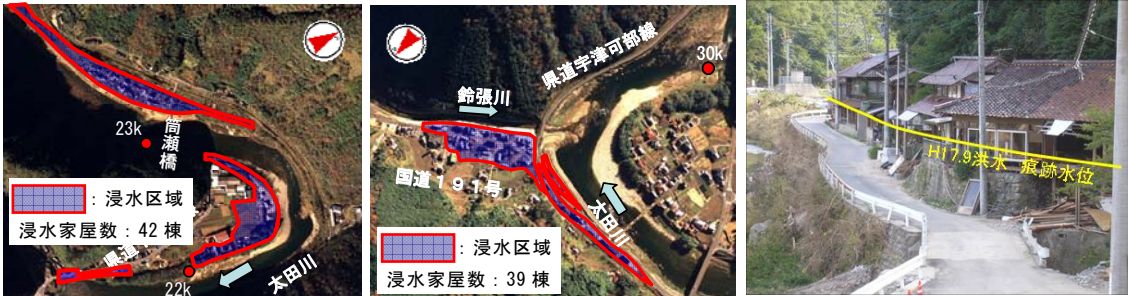 23k
筒瀬橋
：浸水区域
浸水家屋数：42 棟
県道
22k
太田川
県道宇津可部線
30k
鈴張川
国道１９１号
太田川
：浸水区域
浸水家屋数：39 棟
H17.9洪水 痕跡水位